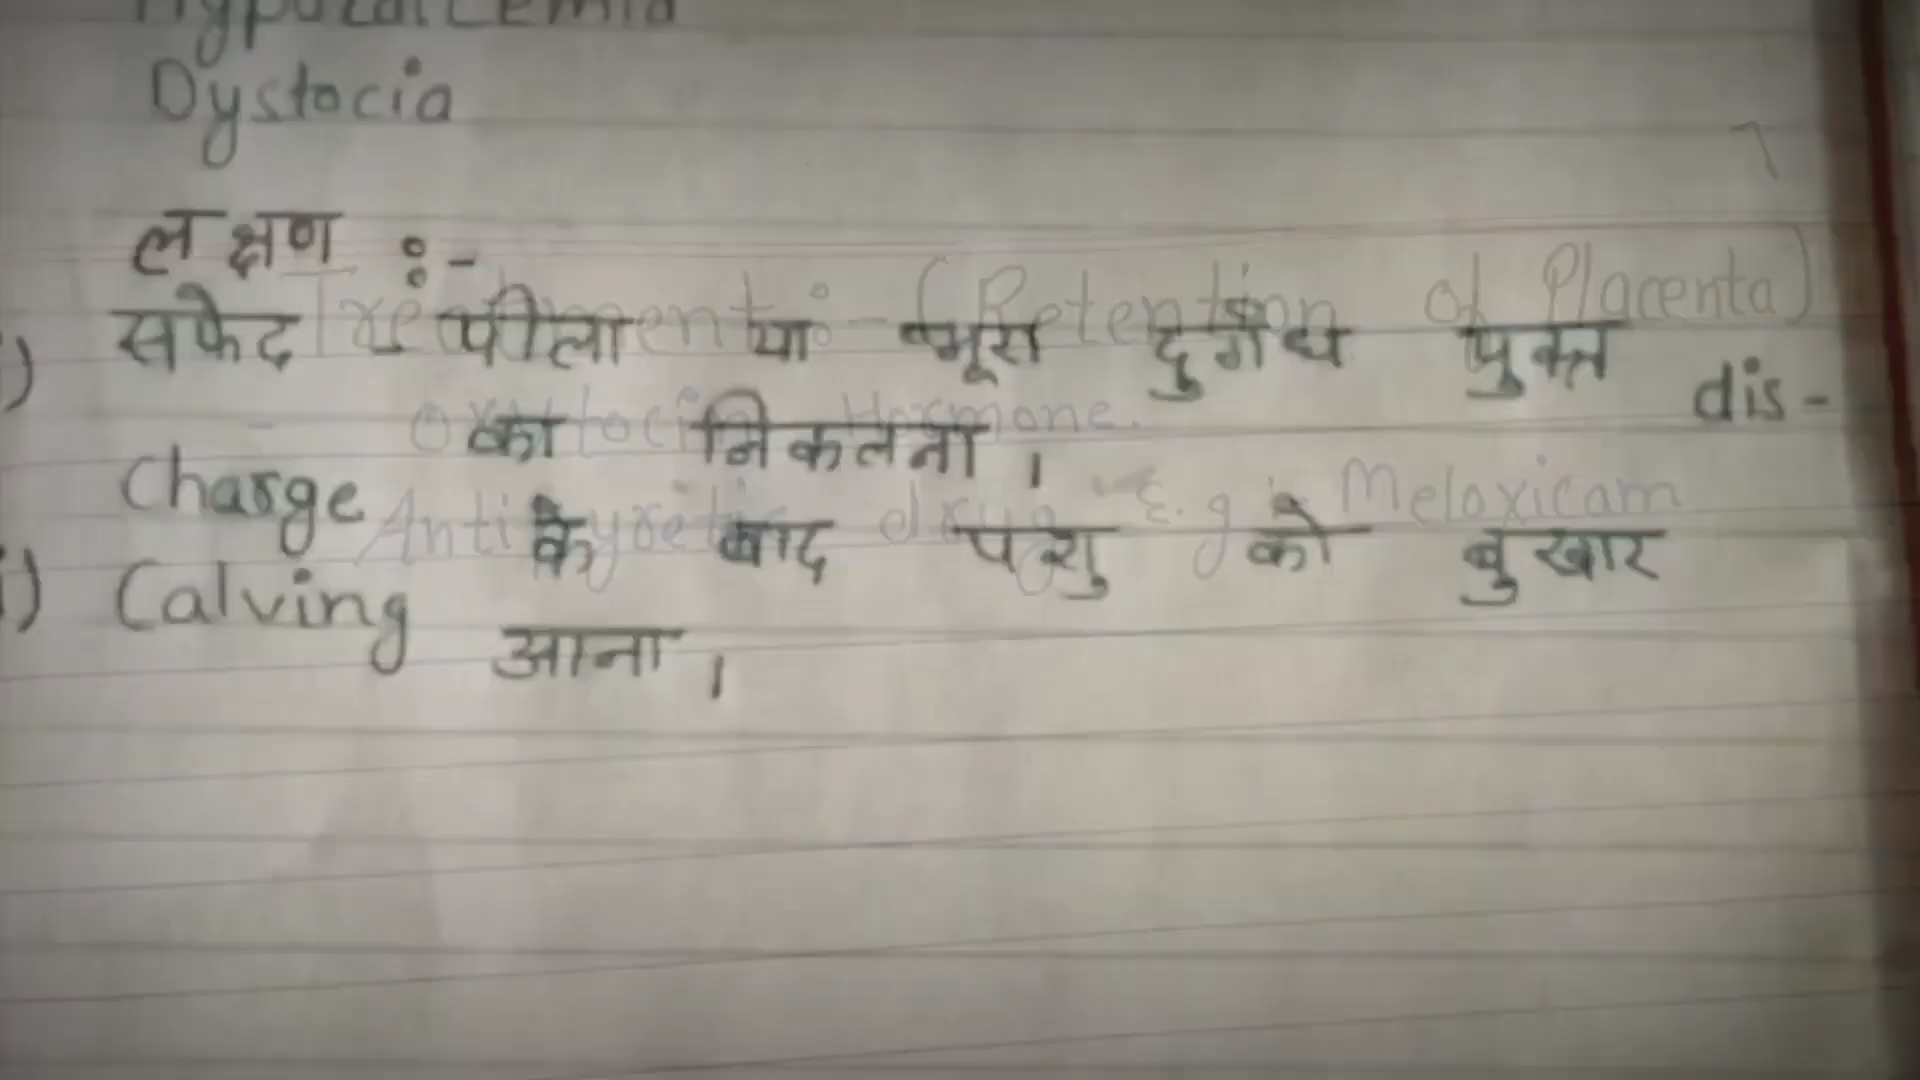 Hypocalcemia
Dystocia
लक्षण :-
सफेद पीला या भूरा दुर्गंध युक्त dis-
charge का निकलना ।
Calving के बाद पशु को बुखार
आना ।
Treatment :- (Retention of Placenta)
Oxytocin Hormone.
Antipyretic drug E.g :- Meloxicam